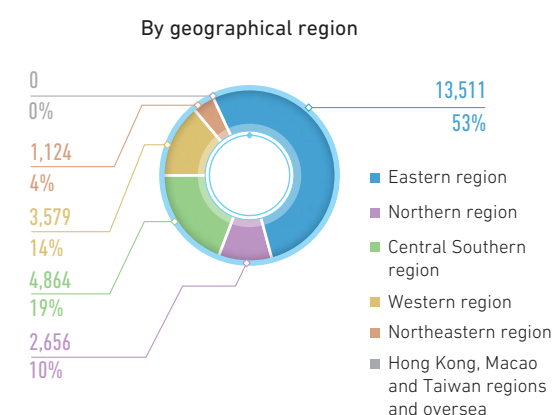 By geographical region
0
0%
1,124
4%
3,579
14%
4,864
19%
2,656
10%
13,511
53%
Eastern region
Northern region
Central Southern
region
Western region
Northeastern region
Hong Kong, Macao
and Taiwan regions
and oversea